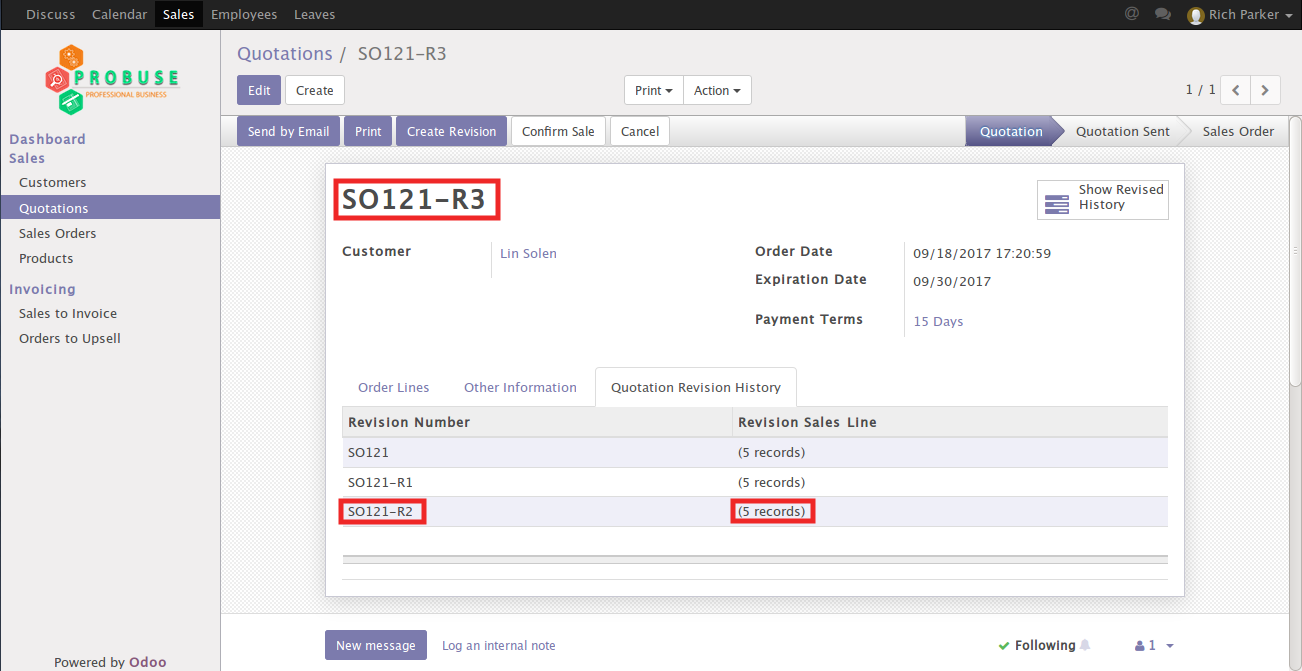 Discuss Calendar Sales Employees Leaves @ Rich Parker
PROBUSE
PROFESSIONAL BUSINESS
Dashboard
Sales
Customers
Quotations
Sales Orders
Products
Invoicing
Sales to Invoice
Orders to Upsell
Powered by Odoo
Quotations / SO121-R3
Edit Create Print Action 1 / 1
Send by Email Print Create Revision Confirm Sale Cancel Quotation Quotation Sent Sales Order
SO121-R3
Show Revised
History
Customer Lin Solen
Order Date 09/18/2017 17:20:59
Expiration Date 09/30/2017
Payment Terms 15 Days
Order Lines Other Information Quotation Revision History
Revision Number Revision Sales Line
SO121 (5 records)
SO121-R1 (5 records)
SO121-R2 (5 records)
New message Log an internal note Following 1